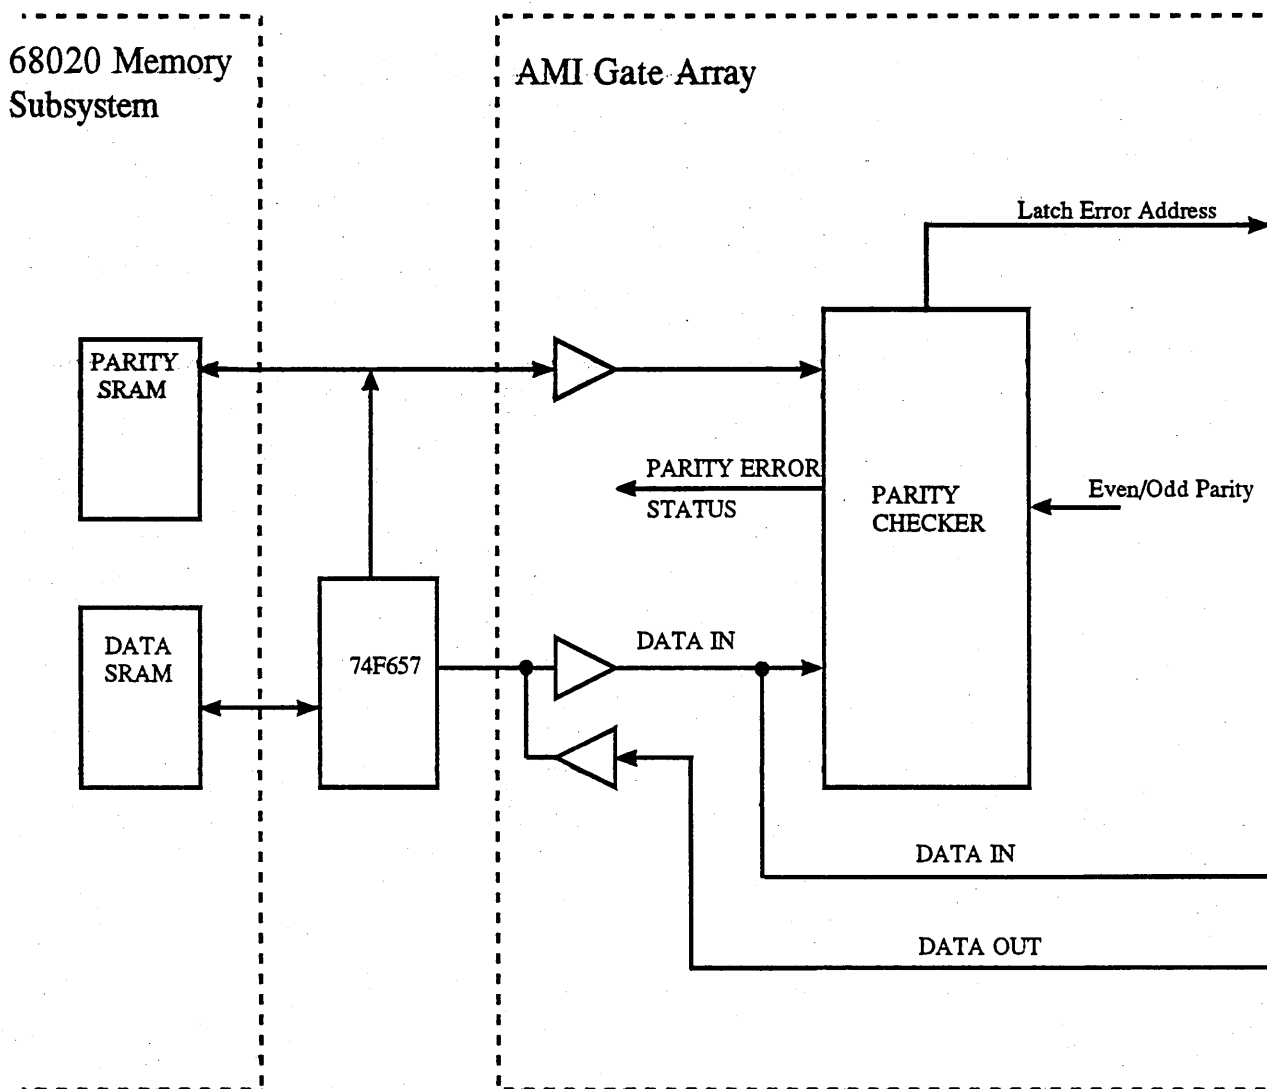 68020 Memory
Subsystem
AMI Gate Array
Latch Error Address
PARITY
SRAM
PARITY ERROR
STATUS
PARITY
CHECKER
Even/Odd Parity
DATA
SRAM
74F657
DATA IN
DATA IN
DATA OUT